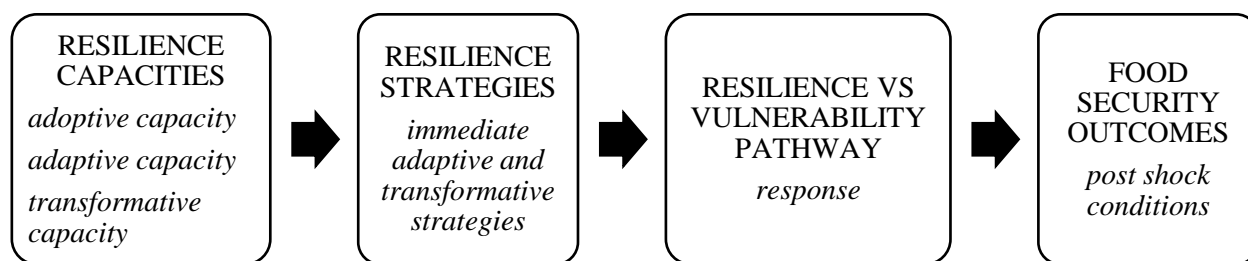 RESILIENCE
CAPACITIES
adoptive capacity
adaptive capacity
transformative
capacity
RESILIENCE
STRATEGIES
immediate
adaptive and
transformative
strategies
RESILIENCE VS
VULNERABILITY
PATHWAY
response
FOOD
SECURITY
OUTCOMES
post shock
conditions